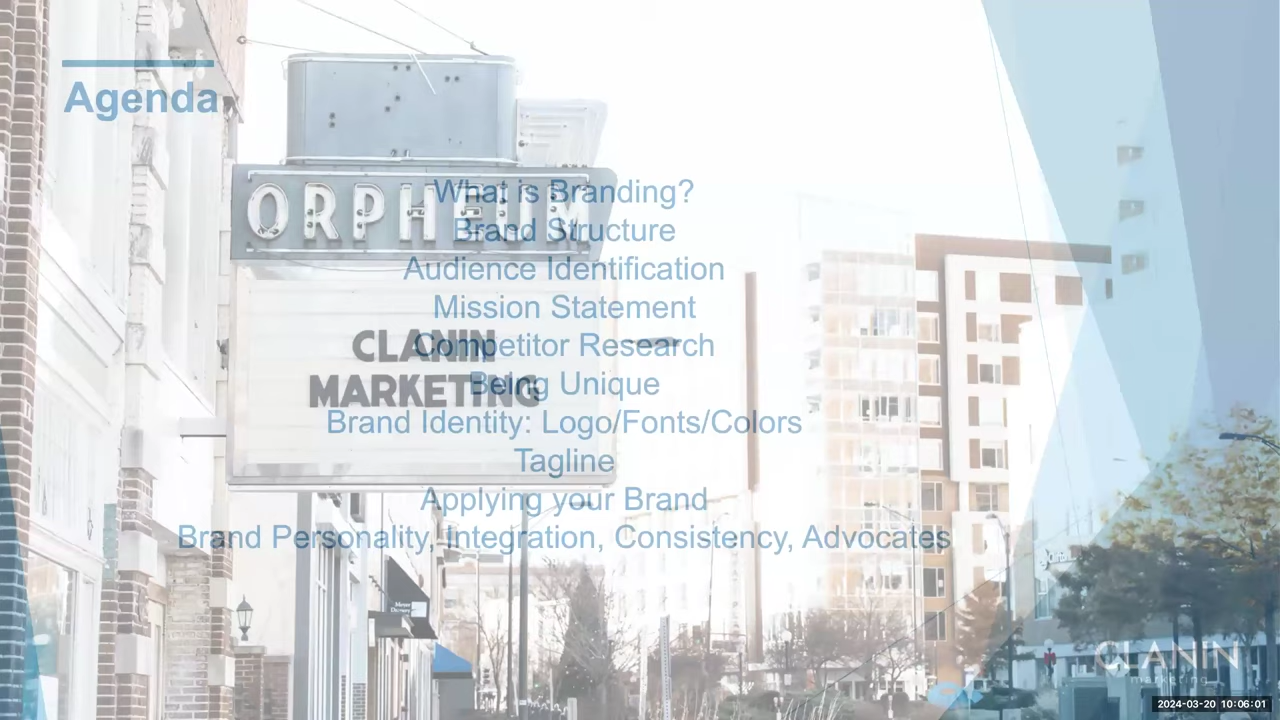 Agenda
ORPHEUM
What is Branding?
Brand Structure
Audience Identification
Mission Statement
CLANIN
Competitor Research
MARKETING
Being Unique
Brand Identity: Logo/Fonts/Colors
Tagline
Applying your Brand
Brand Personality, Integration, Consistency, Advocates
CLANIN
marketing
2024-03-20 10:06:01